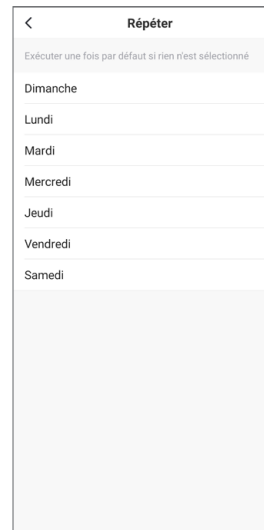 Répéter
Exécuter une fois par défaut si rien n'est sélectionné
Dimanche
Lundi
Mardi
Mercredi
Jeudi
Vendredi
Samedi